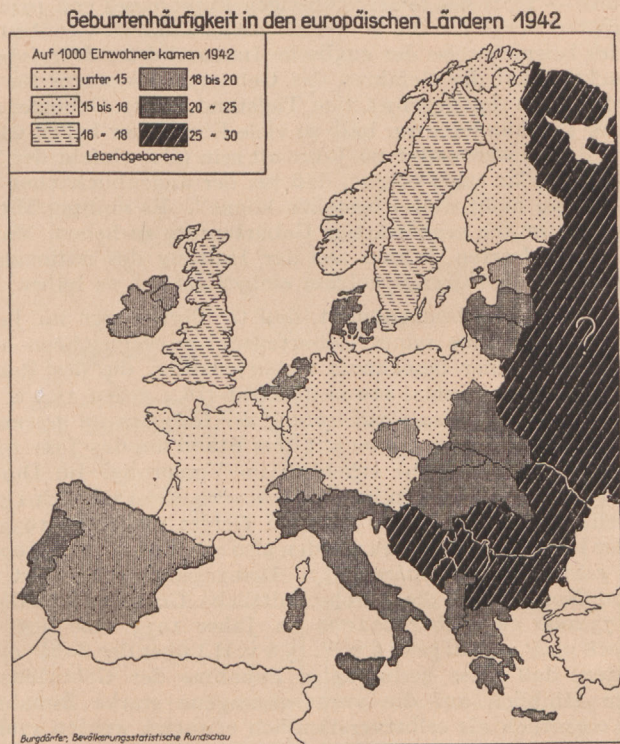 Geburtenhäufigkeit in den europäischen Ländern 1942
Auf 1000 Einwohner kamen 1942
unter 15
18 bis 20
15 bis 16
20 " 25
16 " 18
25 " 30
Lebendgeborene
?
Burgdörfer, Bevölkerungsstatistische Rundschau